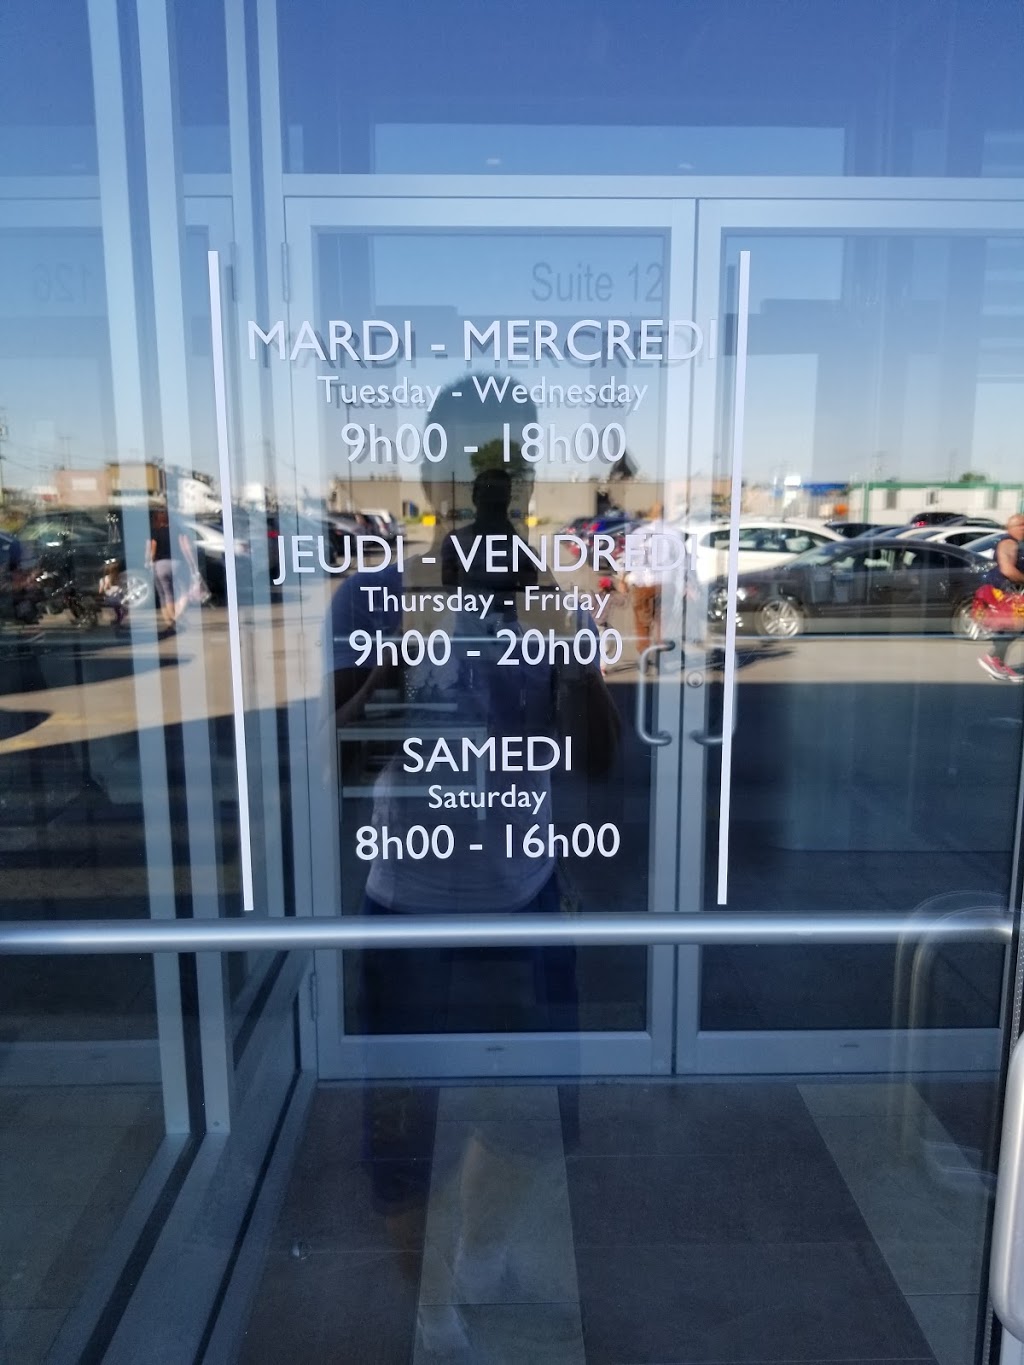 Suite 12
MARDI - MERCREDI
Tuesday - Wednesday
9h00 - 18h00
JEUDI - VENDREDI
Thursday - Friday
9h00 - 20h00
SAMEDI
Saturday
8h00 - 16h00